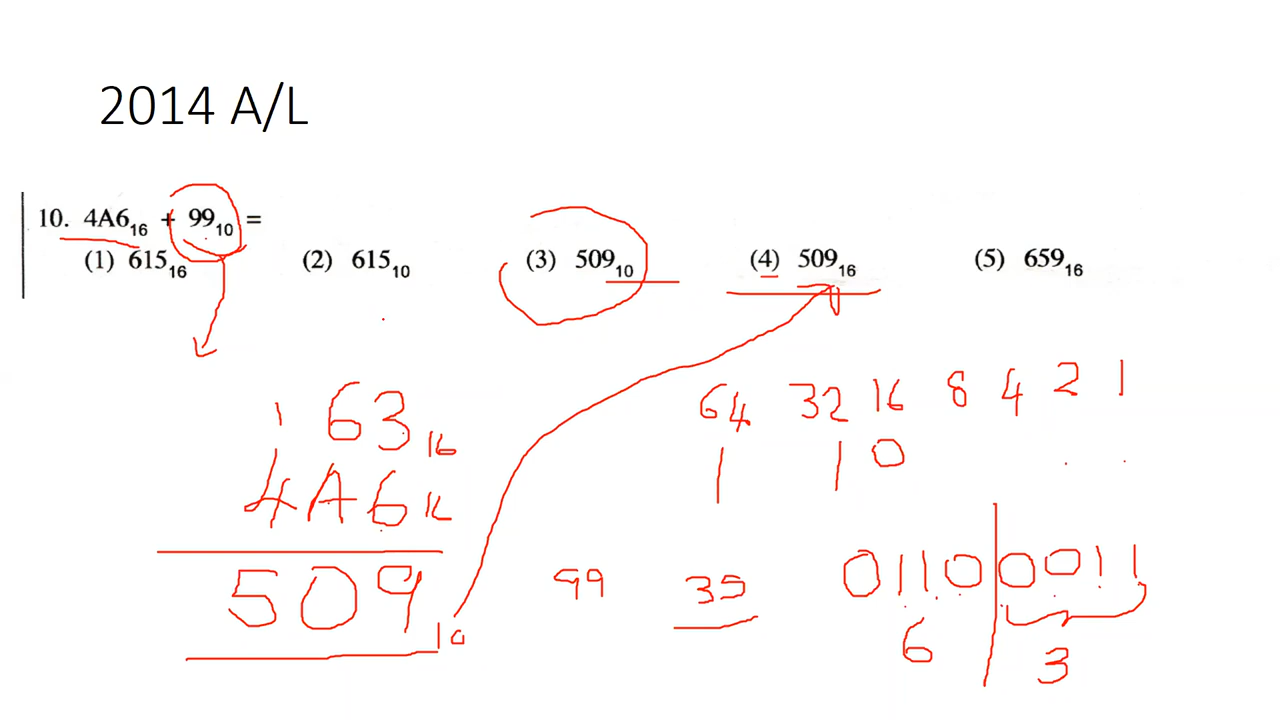 2014 A/L
10. 4A6₁₆ + 99₁₀ =
(1) 615₁₆ (2) 615₁₀ (3) 509₁₀ (4) 509₁₆ (5) 659₁₆
64 32 16 8 4 2 1
1 1 0
1 63₁₆
4A6₁₆
509₁₀
99 35
0110 0011
6 3